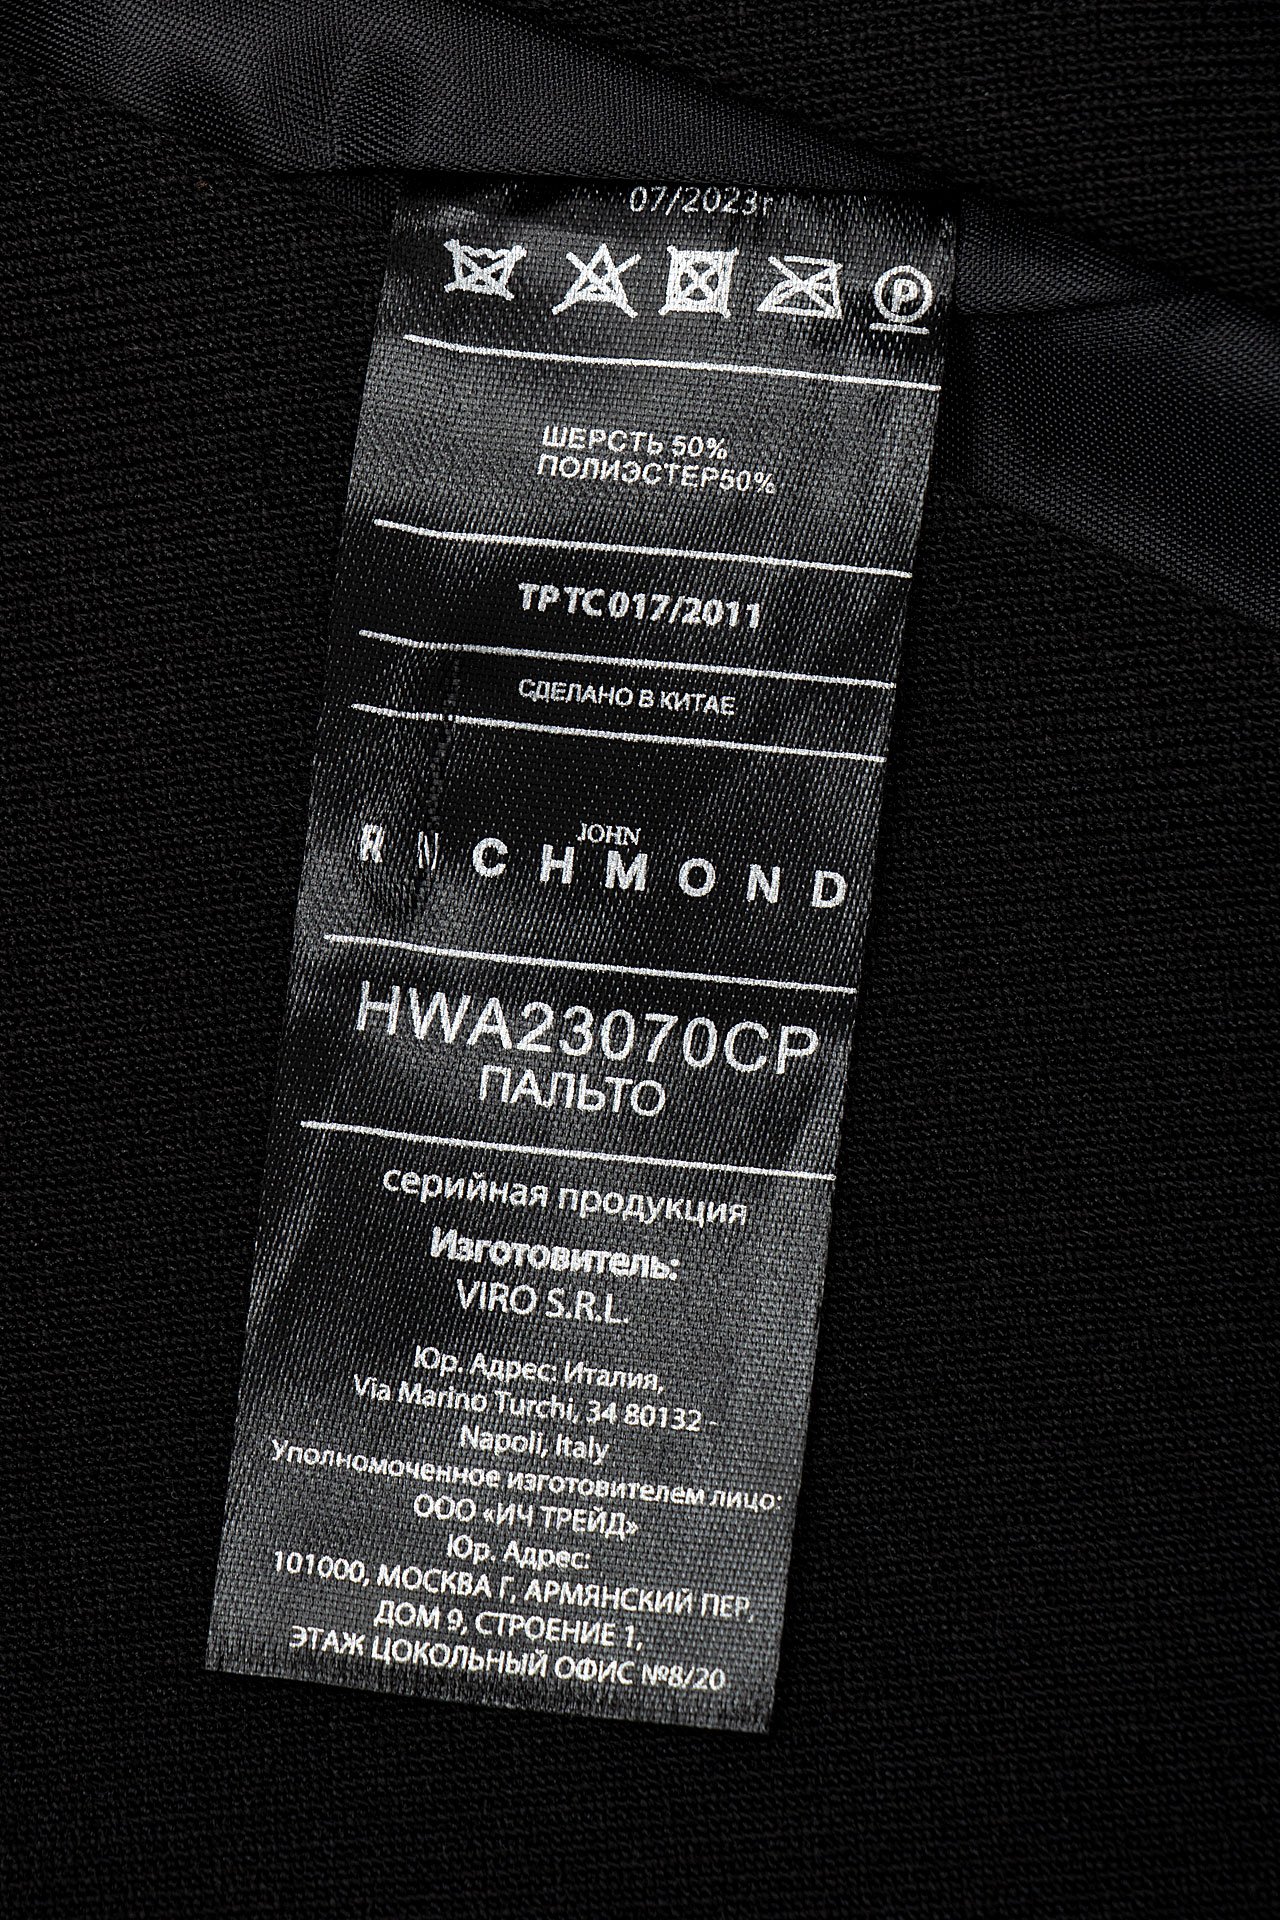 07/2023г
P
ШЕРСТЬ 50%
ПОЛИЭСТЕР50%
ТР ТС 017/2011
СДЕЛАНО В КИТАЕ
JOHN
RICHMOND
HWA23070CP
ПАЛЬТО
серийная продукция
Изготовитель:
VIRO S.R.L.
Юр. Адрес: Италия,
Via Marino Turchi, 34 80132 -
Napoli, Italy
Уполномоченное изготовителем лицо:
ООО «ИЧ ТРЕЙД»
Юр. Адрес:
101000, МОСКВА Г, АРМЯНСКИЙ ПЕР,
ДОМ 9, СТРОЕНИЕ 1,
ЭТАЖ ЦОКОЛЬНЫЙ ОФИС №8/20